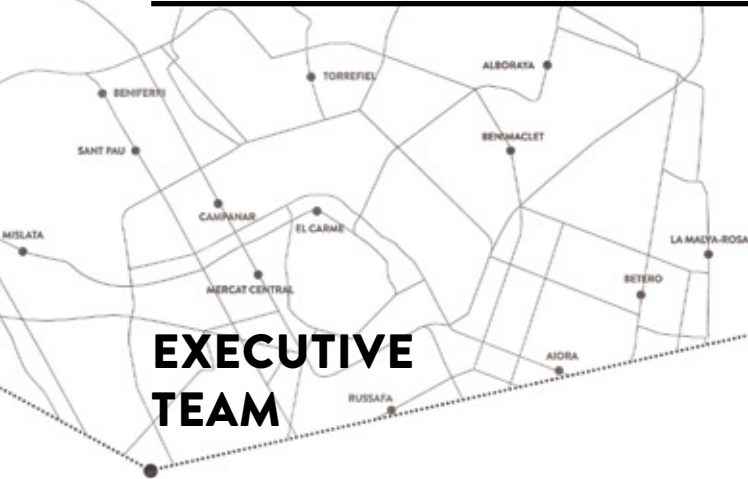 ALBORAYA
TORREFIEL
BENIFERRI
BENIMACLET
SANT PAU
CAMPANAR
EL CARME
MISLATA
LA MALVA-ROSA
BETERO
MERCAT CENTRAL
EXECUTIVE
TEAM
AIORA
RUSSAFA